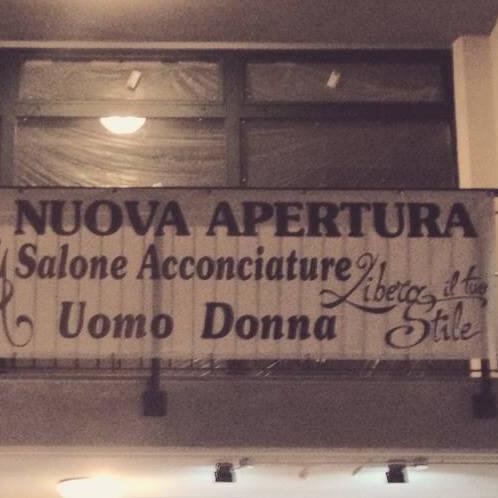 NUOVA APERTURA
Salone Acconciature
Uomo Donna
Libera il tuo
Stile